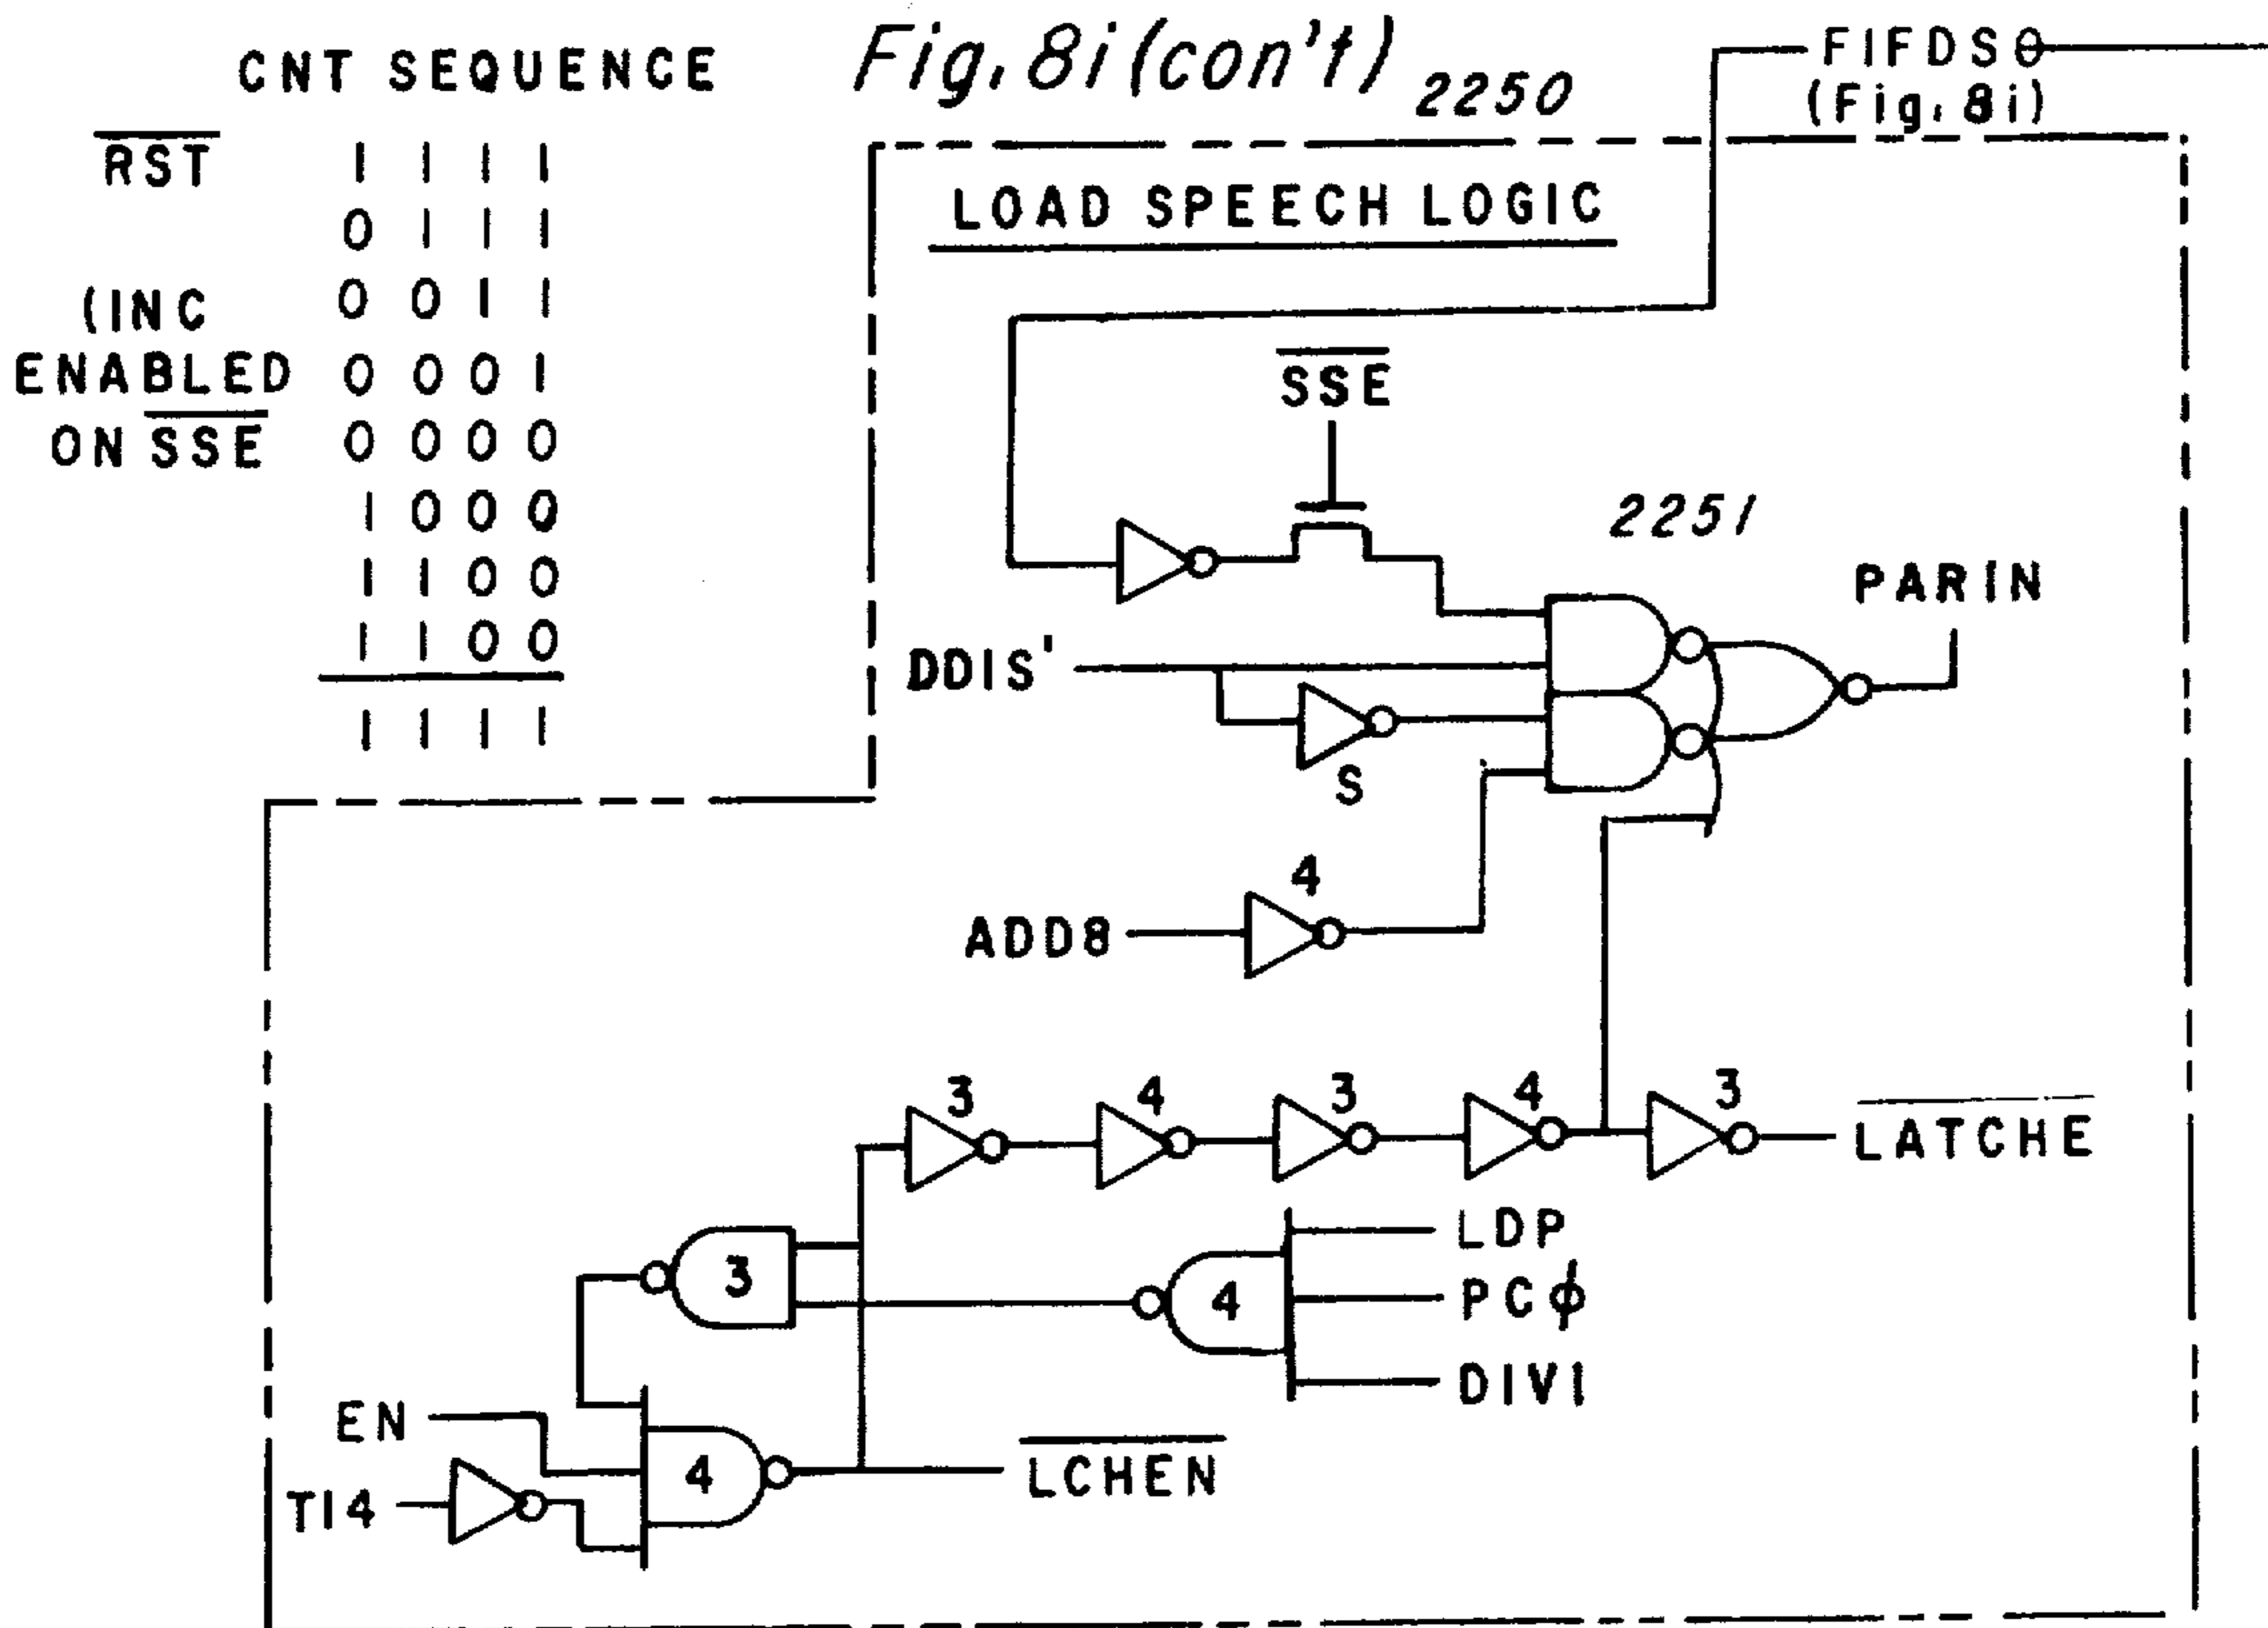 Fig. 8i (con't)
CNT SEQUENCE
RST 1 1 1 1
0 1 1 1
(INC 0 0 1 1
ENABLED 0 0 0 1
ON SSE 0 0 0 0
1 0 0 0
1 1 0 0
1 1 0 0
1 1 1 1
2250
FIFDS0
(Fig. 8i)
LOAD SPEECH LOGIC
SSE
2251
PARIN
DDIS'
S
4
ADD8
3 4 3 4 3
LATCHE
LDP
3 4 PCϕ
DIV1
EN
4
LCHEN
T14